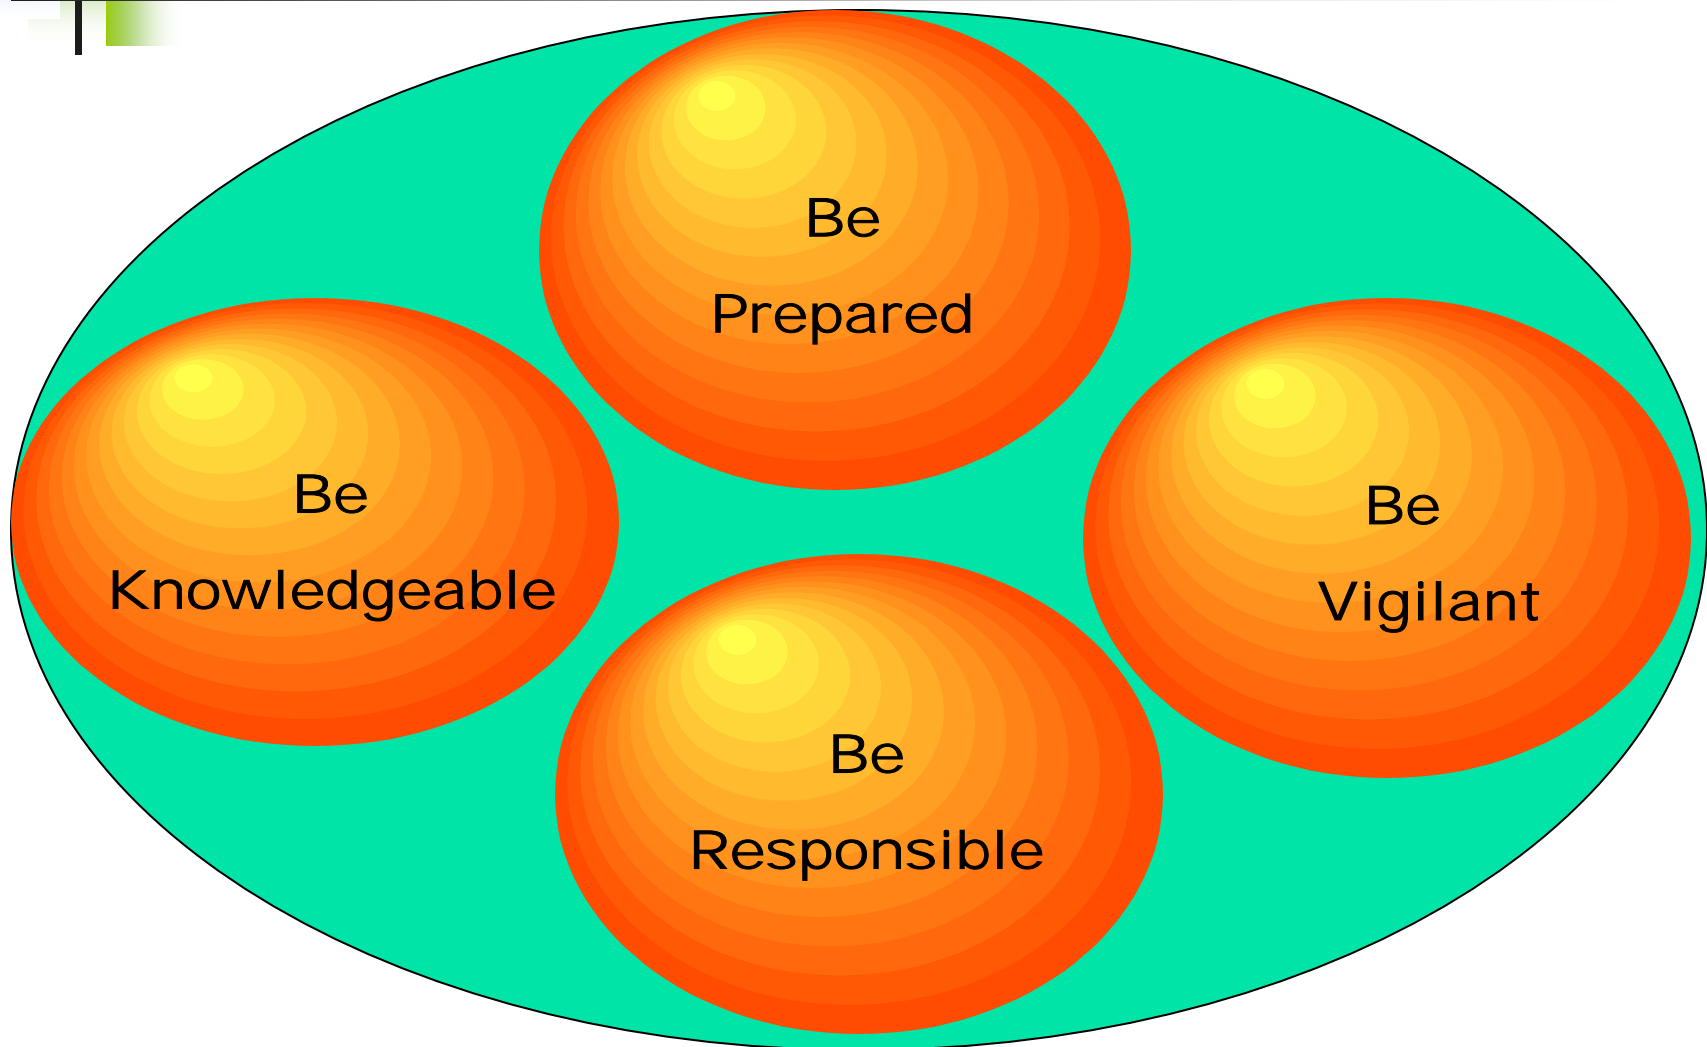 Be
Prepared
Be
Knowledgeable
Be
Vigilant
Be
Responsible